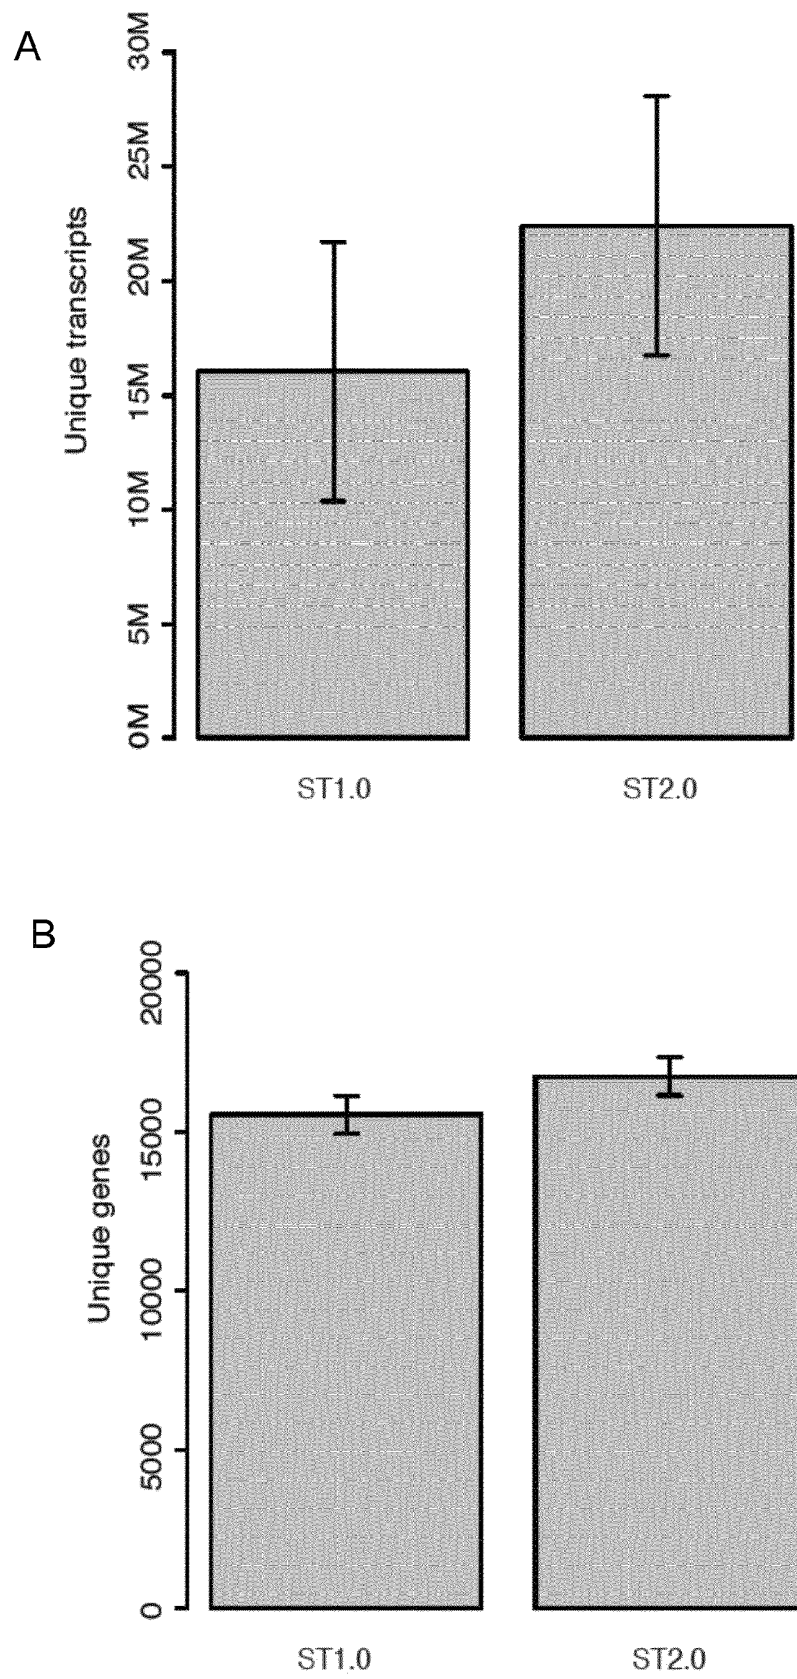 A
Unique transcripts
30M
25M
20M
15M
10M
5M
0M
ST1.0
ST2.0
B
Unique genes
20000
15000
10000
5000
0
ST1.0
ST2.0